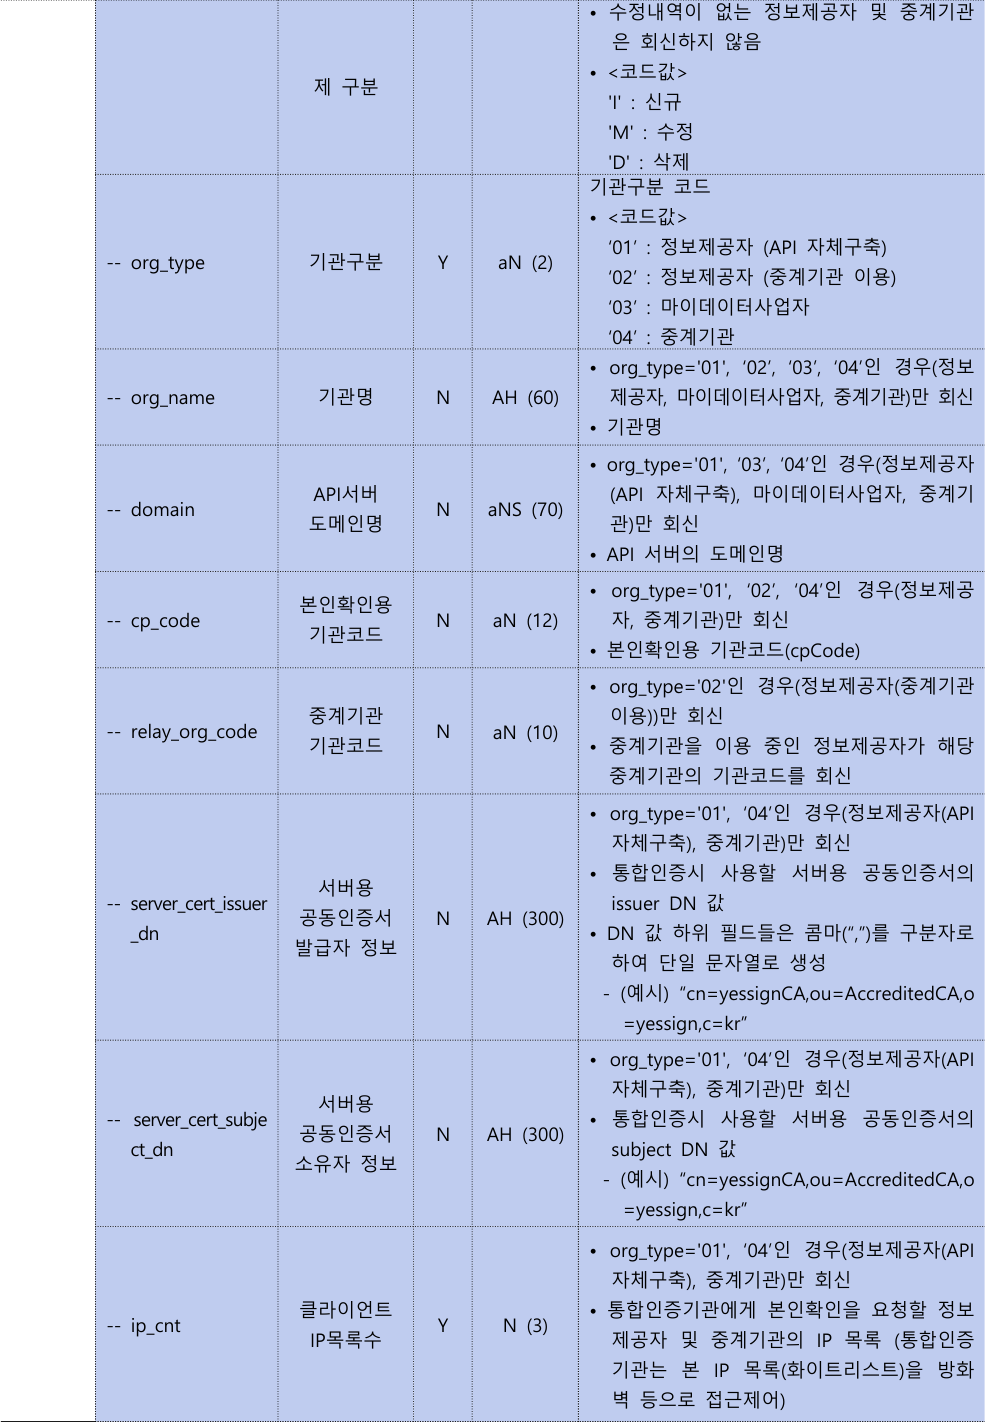 제 구분
• 수정내역이 없는 정보제공자 및 중계기관
은 회신하지 않음
• <코드값>
'I' : 신규
'M' : 수정
'D' : 삭제
-- org_type
기관구분
Y
aN (2)
기관구분 코드
• <코드값>
‘01’ : 정보제공자 (API 자체구축)
‘02’ : 정보제공자 (중계기관 이용)
‘03’ : 마이데이터사업자
‘04’ : 중계기관
-- org_name
기관명
N
AH (60)
• org_type='01', ‘02’, ‘03’, ‘04’인 경우(정보
제공자, 마이데이터사업자, 중계기관)만 회신
• 기관명
-- domain
API서버
도메인명
N
aNS (70)
• org_type='01', ‘03’, ‘04’인 경우(정보제공자
(API 자체구축), 마이데이터사업자, 중계기
관)만 회신
• API 서버의 도메인명
-- cp_code
본인확인용
기관코드
N
aN (12)
• org_type='01', ‘02’, ‘04’인 경우(정보제공
자, 중계기관)만 회신
• 본인확인용 기관코드(cpCode)
-- relay_org_code
중계기관
기관코드
N
aN (10)
• org_type='02'인 경우(정보제공자(중계기관
이용))만 회신
• 중계기관을 이용 중인 정보제공자가 해당
중계기관의 기관코드를 회신
-- server_cert_issuer
_dn
서버용
공동인증서
발급자 정보
N
AH (300)
• org_type='01', ‘04’인 경우(정보제공자(API
자체구축), 중계기관)만 회신
• 통합인증시 사용할 서버용 공동인증서의
issuer DN 값
• DN 값 하위 필드들은 콤마(“,”)를 구분자로
하여 단일 문자열로 생성
- (예시) “cn=yessignCA,ou=AccreditedCA,o
=yessign,c=kr”
-- server_cert_subje
ct_dn
서버용
공동인증서
소유자 정보
N
AH (300)
• org_type='01', ‘04’인 경우(정보제공자(API
자체구축), 중계기관)만 회신
• 통합인증시 사용할 서버용 공동인증서의
subject DN 값
- (예시) “cn=yessignCA,ou=AccreditedCA,o
=yessign,c=kr”
-- ip_cnt
클라이언트
IP목록수
Y
N (3)
• org_type='01', ‘04’인 경우(정보제공자(API
자체구축), 중계기관)만 회신
• 통합인증기관에게 본인확인을 요청할 정보
제공자 및 중계기관의 IP 목록 (통합인증
기관는 본 IP 목록(화이트리스트)을 방화
벽 등으로 접근제어)